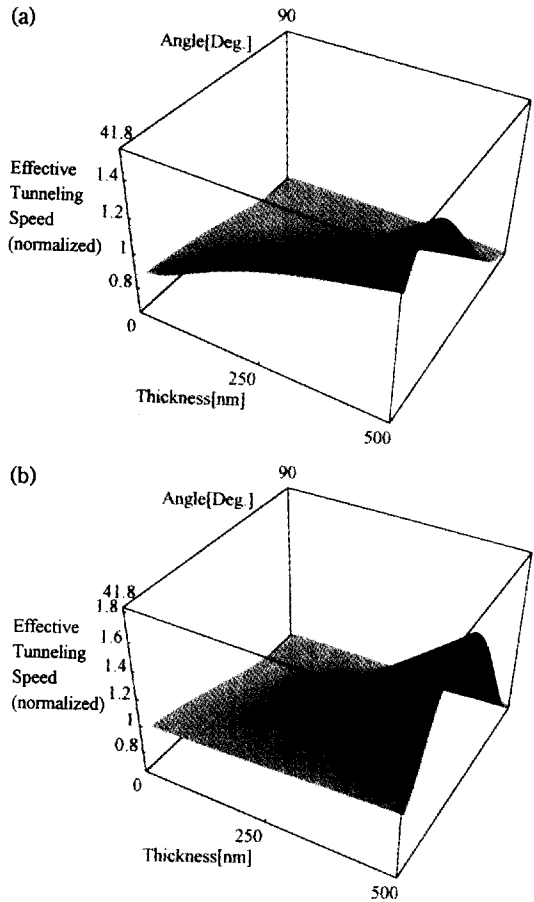 (a)
90
Angle[Deg.]
41.8
Effective
Tunneling
Speed
(normalized)
1.4
1.2
1
0.8
0
250
Thickness[nm]
500
(b)
90
Angle[Deg.]
41.8
1.8
Effective
Tunneling
Speed
(normalized)
1.6
1.4
1.2
1
0.8
0
250
Thickness[nm]
500